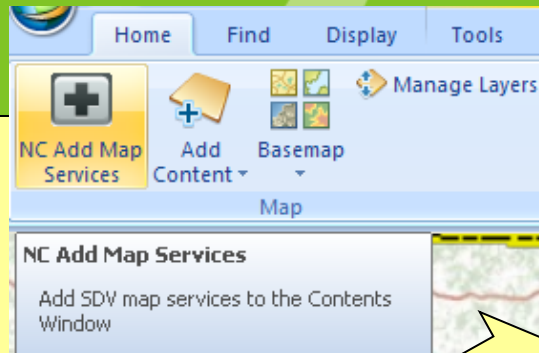 Home Find Display Tools
Manage Layers
NC Add Map Add Basemap
Services Content
Map
NC Add Map Services
Add SDV map services to the Contents
Window